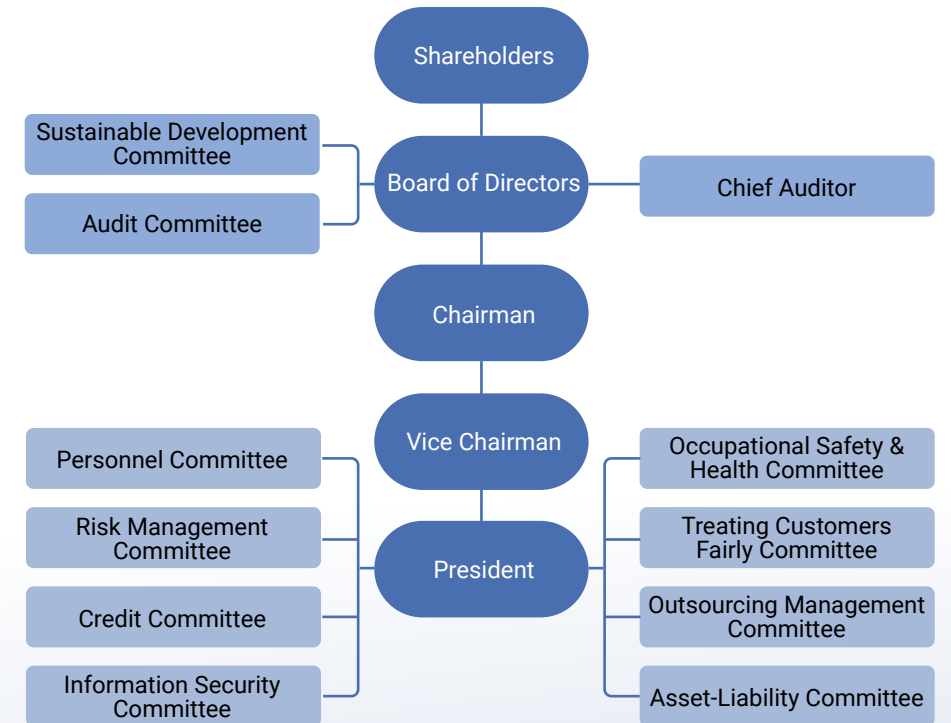 Shareholders
Sustainable Development
Committee
Audit Committee
Board of Directors
Chief Auditor
Chairman
Vice Chairman
President
Personnel Committee
Risk Management
Committee
Credit Committee
Information Security
Committee
Occupational Safety &
Health Committee
Treating Customers
Fairly Committee
Outsourcing Management
Committee
Asset-Liability Committee